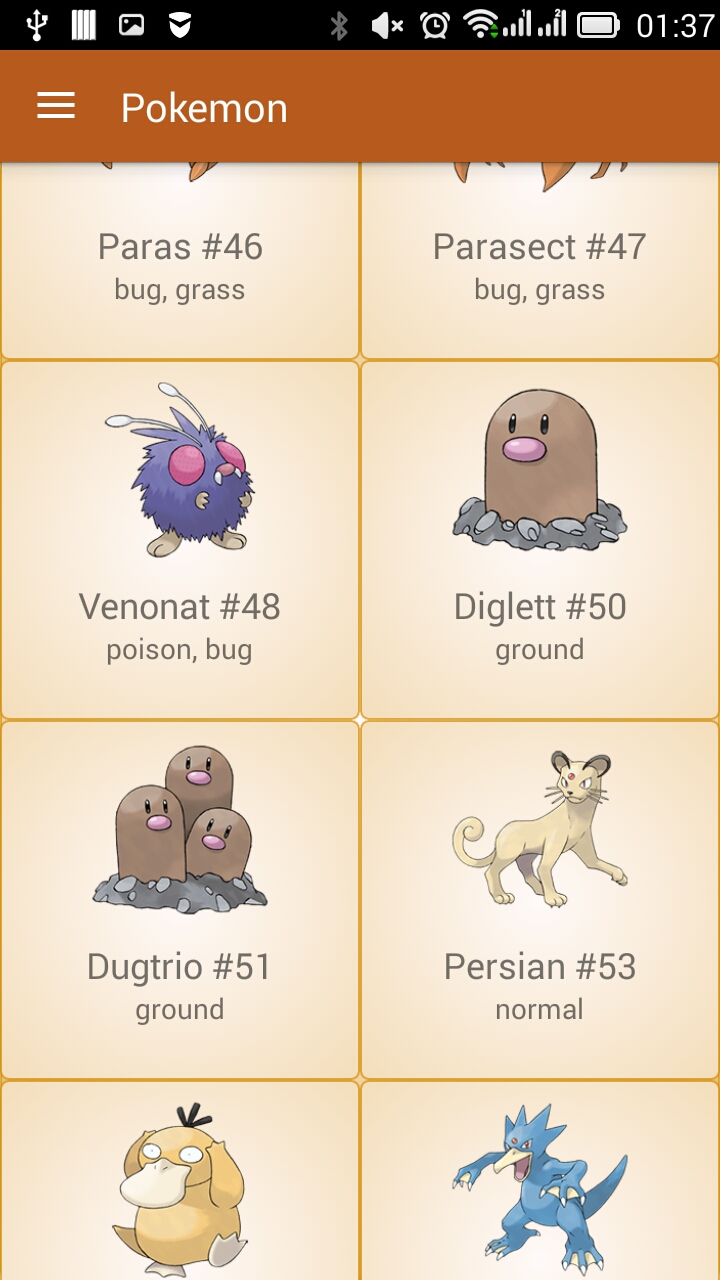 01:37
Pokemon
Paras #46
bug, grass
Parasect #47
bug, grass
Venonat #48
poison, bug
Diglett #50
ground
Dugtrio #51
ground
Persian #53
normal